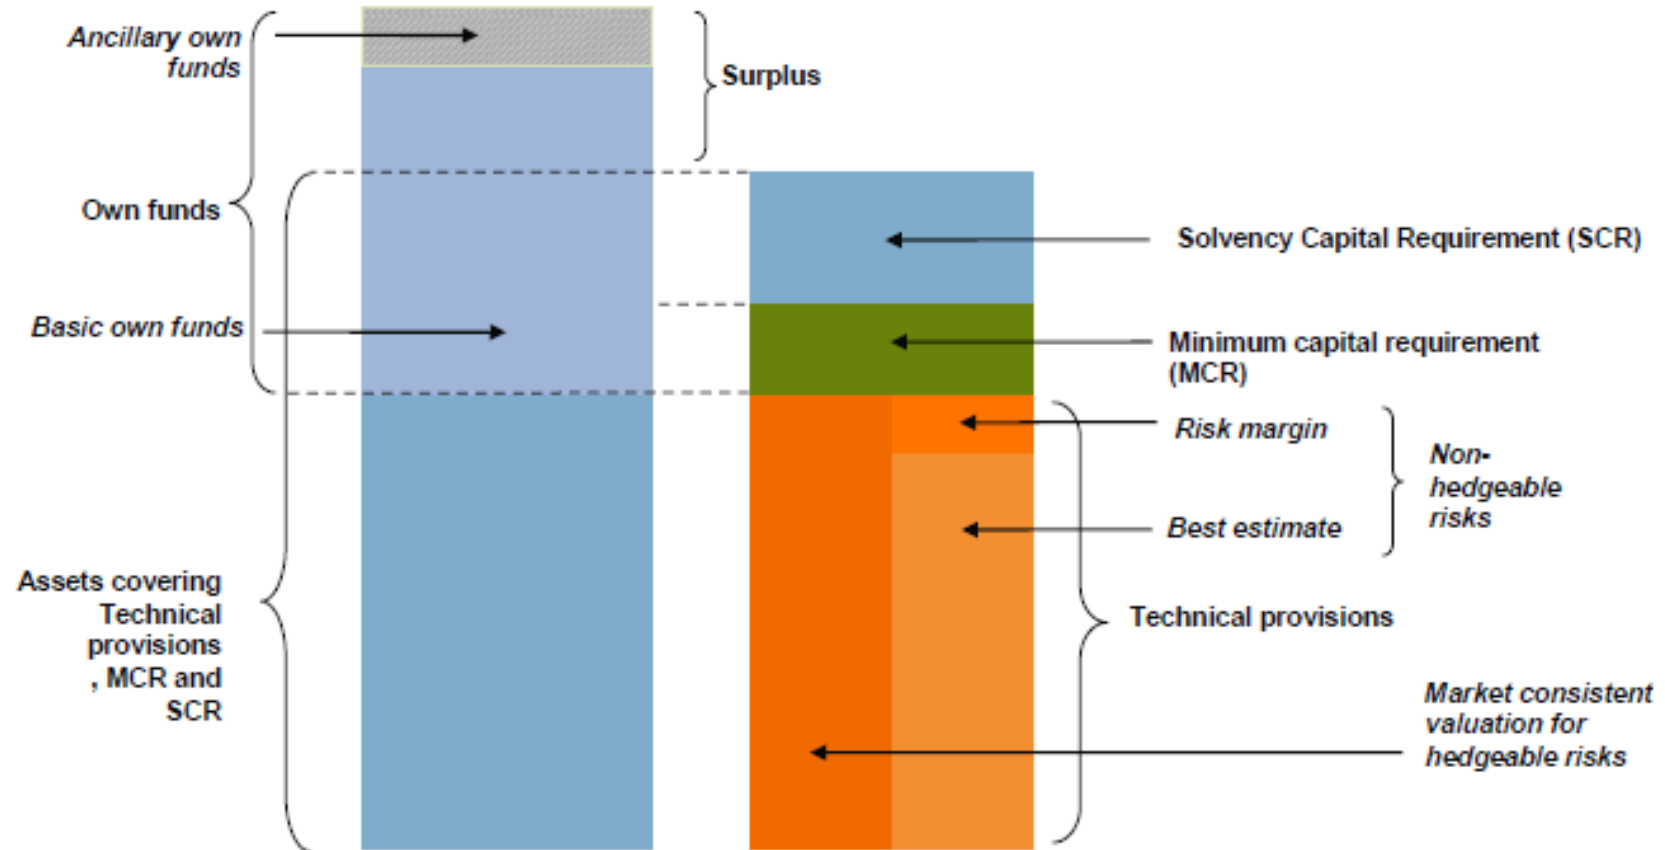 Ancillary own
funds
Surplus
Own funds
Solvency Capital Requirement (SCR)
Basic own funds
Minimum capital requirement
(MCR)
Risk margin
Non-
hedgeable
risks
Best estimate
Assets covering
Technical
provisions
, MCR and
SCR
Technical provisions
Market consistent
valuation for
hedgeable risks